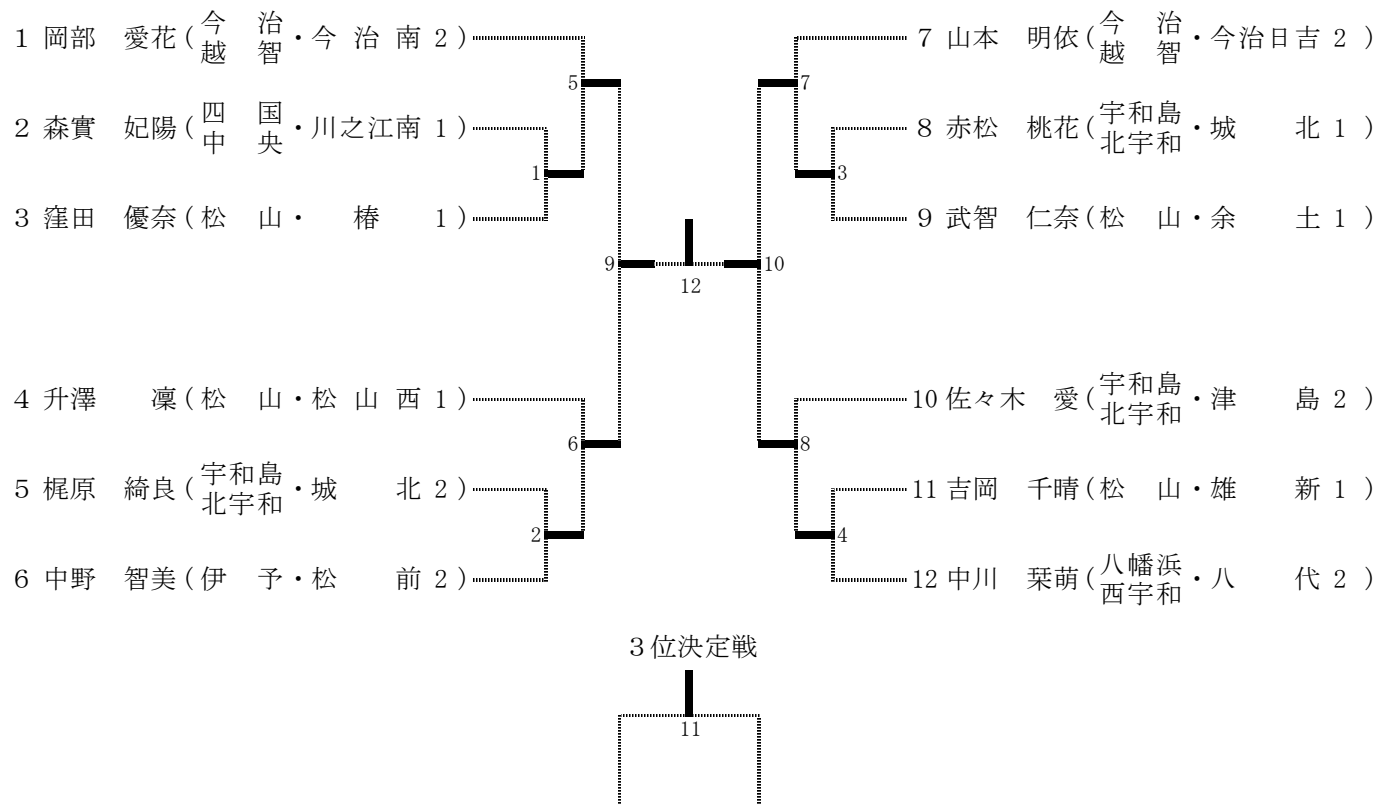 1 岡部 愛花(今治越智・今治南 2)
2 森實 妃陽(四国中央・川之江南 1)
3 窪田 優奈(松山・椿 1)
4 升澤 凜(松山・松山西 1)
5 梶原 綺良(宇和島北宇和・城北 2)
6 中野 智美(伊予・松前 2)
5
1
9
6
2
12
7 山本 明依(今治越智・今治日吉 2)
8 赤松 桃花(宇和島北宇和・城北 1)
9 武智 仁奈(松山・余土 1)
10 佐々木 愛(宇和島北宇和・津島 2)
11 吉岡 千晴(松山・雄新 1)
12 中川 栞萌(八幡浜西宇和・八代 2)
7
3
10
8
4
3位決定戦
11